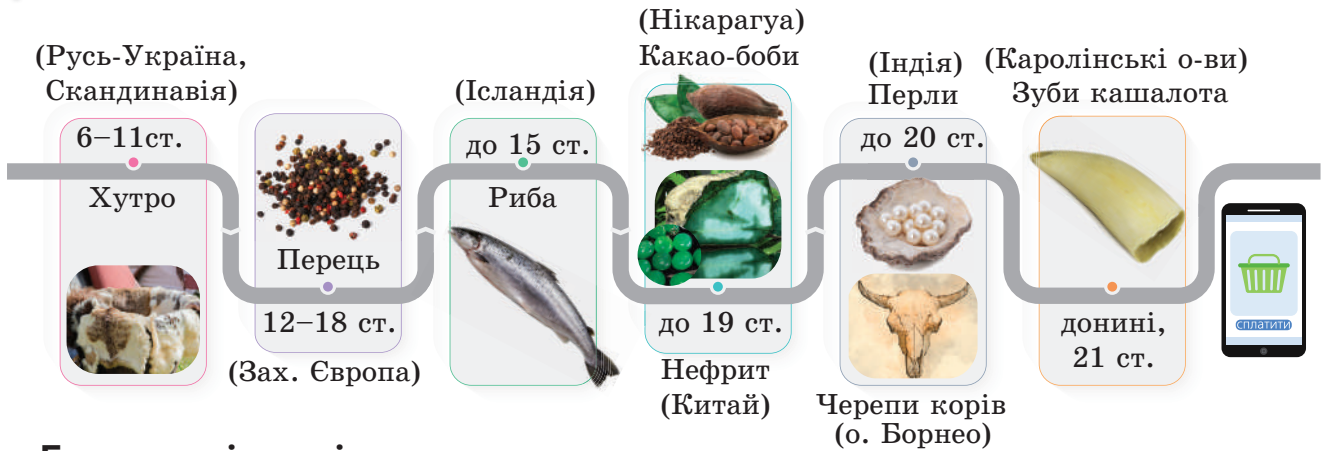 (Русь-Україна,
Скандинавія)
6–11ст.
Хутро
Перець
12–18 ст.
(Зах. Європа)
(Ісландія)
до 15 ст.
Риба
(Нікарагуа)
Какао-боби
до 19 ст.
Нефрит
(Китай)
(Індія)
Перли
до 20 ст.
Черепи корів
(о. Борнео)
(Каролінські о-ви)
Зуби кашалота
донині,
21 ст.
сплатити